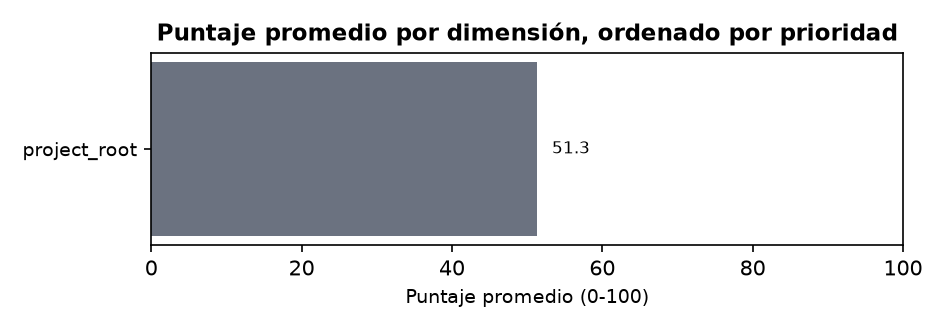 Puntaje promedio por dimensión, ordenado por prioridad
project_root
51.3
0 20 40 60 80 100
Puntaje promedio (0-100)